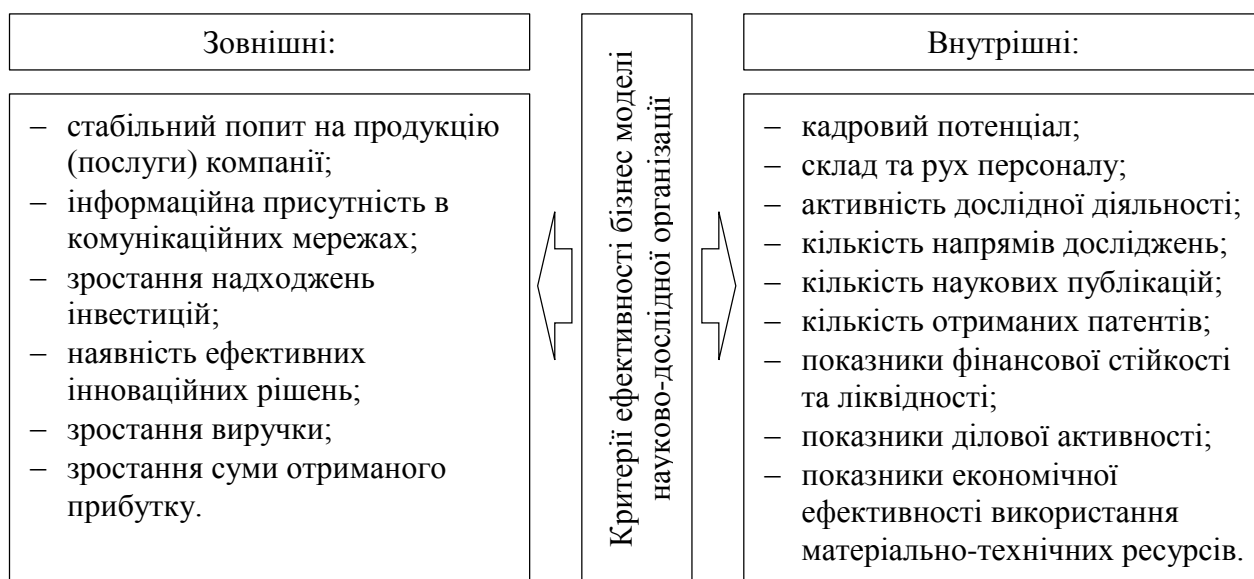 Зовнішні:
– стабільний попит на продукцію
(послуги) компанії;
– інформаційна присутність в
комунікаційних мережах;
– зростання надходжень
інвестицій;
– наявність ефективних
інноваційних рішень;
– зростання виручки;
– зростання суми отриманого
прибутку.
Критерії ефективності бізнес моделі
науково-дослідної організації
Внутрішні:
– кадровий потенціал;
– склад та рух персоналу;
– активність дослідної діяльності;
– кількість напрямів досліджень;
– кількість наукових публікацій;
– кількість отриманих патентів;
– показники фінансової стійкості
та ліквідності;
– показники ділової активності;
– показники економічної
ефективності використання
матеріально-технічних ресурсів.